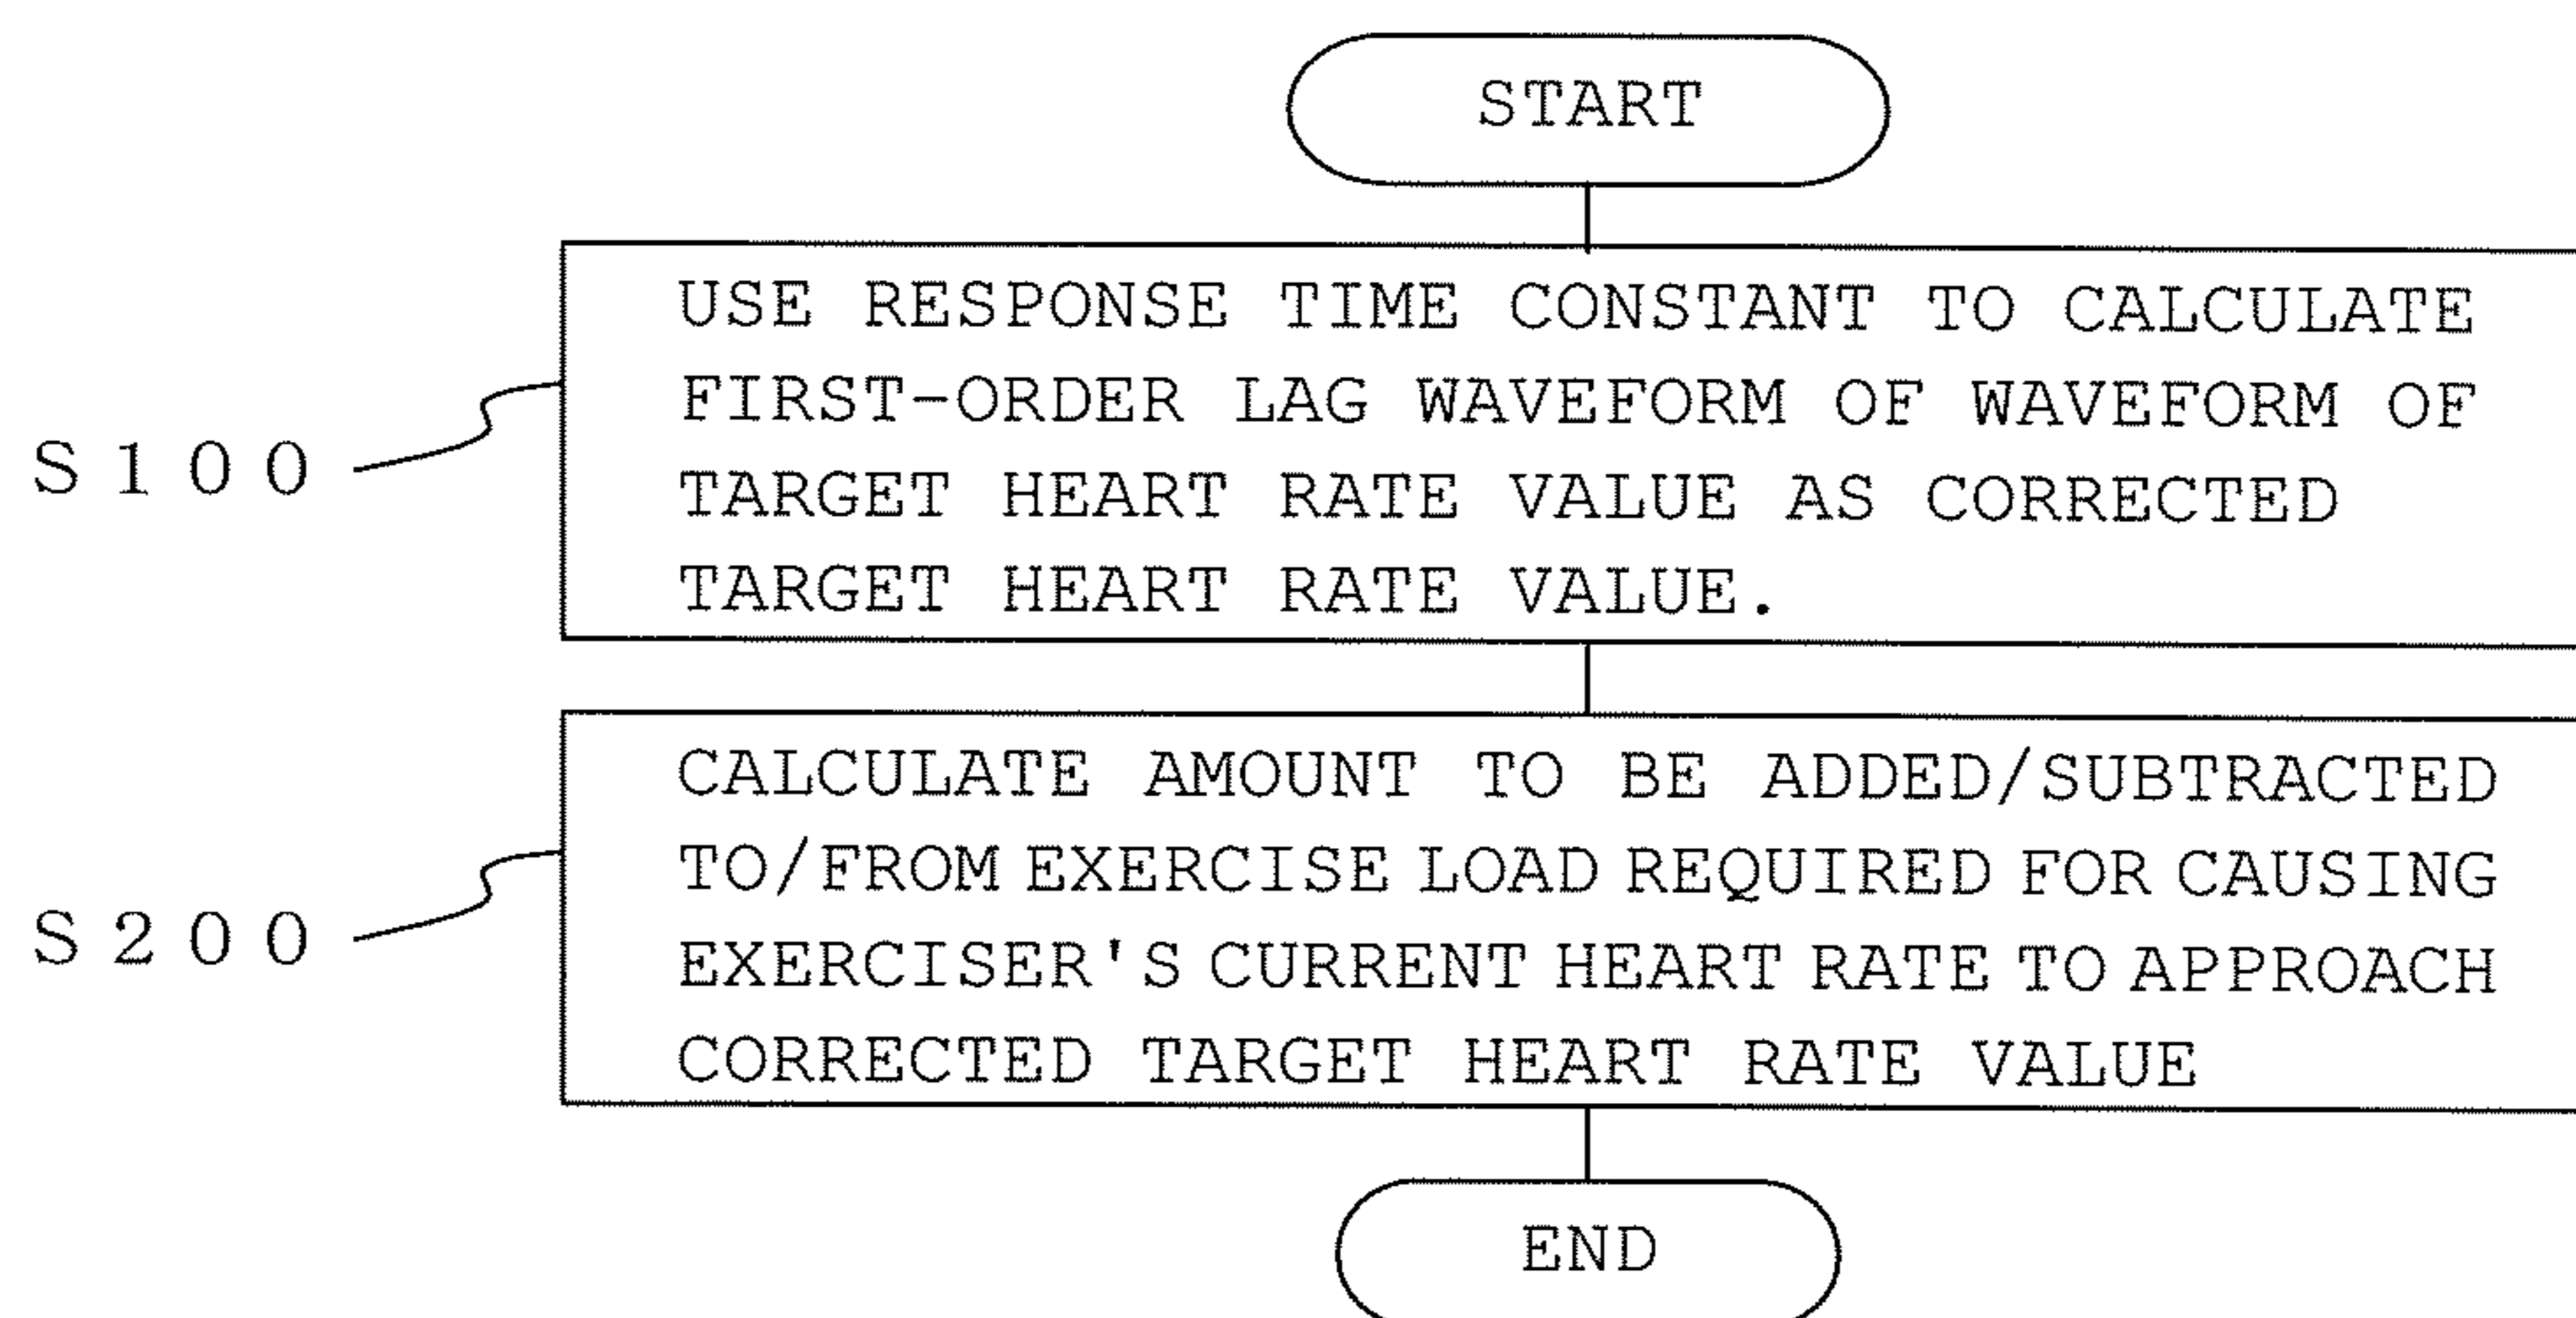 START
USE RESPONSE TIME CONSTANT TO CALCULATE
FIRST-ORDER LAG WAVEFORM OF WAVEFORM OF
S100
TARGET HEART RATE VALUE AS CORRECTED
TARGET HEART RATE VALUE.
CALCULATE AMOUNT TO BE ADDED/SUBTRACTED
TO/FROM EXERCISE LOAD REQUIRED FOR CAUSING
S200
EXERCISER'S CURRENT HEART RATE TO APPROACH
CORRECTED TARGET HEART RATE VALUE
END